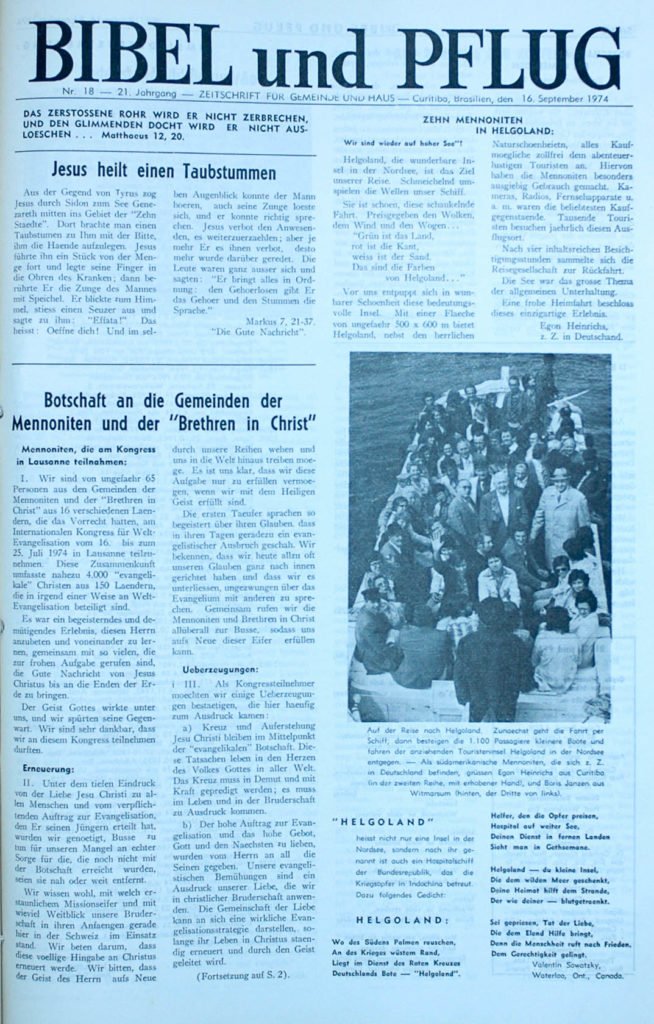 BIBEL und PFLUG
Nr. 18 — 21. Jahrgang — ZEITSCHRIFT FÜR GEMEINDE UND HAUS — Curitiba, Brasilien, den 16. September 1974
DAS ZERSTOSSENE ROHR WIRD ER NICHT ZERBRECHEN,
UND DEN GLIMMENDEN DOCHT WIRD ER NICHT AUS-
LOESCHEN . . . Matthaeus 12, 20.
Jesus heilt einen Taubstummen
Aus der Gegend von Tyrus zog
Jesus durch Sidon zum See Gene-
zareth mitten ins Gebiet der "Zehn
Staedte". Dort brachte man einen
Taubstummen zu Ihm mit der Bitte,
ihm die Haende aufzulegen. Jesus
führte ihn ein Stück von der Men-
ge fort und legte seine Finger in
die Ohren des Kranken; dann be-
rührte Er die Zunge des Mannes
mit Speichel. Er blickte zum Him-
mel, stiess einen Seuzer aus und
sagte zu ihm: "Effata!" Das
heisst: Oeffne dich! Und im sel-
ben Augenblick konnte der Mann
hoeren, auch seine Zunge loeste
sich, und er konnte richtig spre-
chen. Jesus verbot den Anwesen-
den, es weiterzuerzaehlen; aber je
mehr Er es ihnen verbot, desto
mehr wurde darüber geredet. Die
Leute waren ganz ausser sich und
sagten: "Er bringt alles in Ord-
nung: den Gehoerlosen gibt Er
das Gehoer und den Stummen die
Sprache."
Markus 7, 21-37.
"Die Gute Nachricht".
Botschaft an die Gemeinden der
Mennoniten und der "Brethren in Christ"
Mennoniten, die am Kongress
in Lausanne teilnahmen:
I. Wir sind von ungefaehr 65
Personen aus den Gemeinden der
Mennoniten und der "Brethren in
Christ" aus 16 verschiedenen Laen-
dern, die das Vorrecht hatten, am
Internationalen Kongress für Welt-
Evangelisation vom 16. bis zum
25. Juli 1974 in Lausanne teilzu-
nehmen. Diese Zusammenkunft
umfasste nahezu 4.000 "evangeli-
kale" Christen aus 150 Laendern,
die in irgend einer Weise an Welt-
Evangelisation beteiligt sind.
Es war ein begeisterndes und de-
mütigendes Erlebnis, diesen Herrn
anzubeten und voneinander zu ler-
nen, gemeinsam mit so vielen, die
zur frohen Aufgabe gerufen sind,
die Gute Nachricht von Jesus
Christus bis an die Enden der Er-
de zu bringen.
Der Geist Gottes wirkte unter
uns, und wir spürten seine Gegen-
wart. Wir sind sehr dankbar, dass
wir an diesem Kongress teilnehmen
durften.
Erneuerung:
II. Unter dem tiefen Eindruck
von der Liebe Jesu Christi zu al-
len Menschen und vom verpflich-
tenden Auftrag zur Evangelisation,
den Er seinen Jüngern erteilt hat,
wurden wir genoetigt, Busse zu
tun für unseren Mangel an echter
Sorge für die, die noch nicht mit
der Botschaft erreicht wurden,
seien sie nah oder weit entfernt.
Wir wissen wohl, mit welch er-
staunlichem Missionseifer und mit
wieviel Weitblick unsere Bruder-
schaft in ihren Anfaengen gerade
hier in der Schweiz im Einsatz
stand. Wir beten darum, dass
diese voellige Hingabe an Christus
erneuert werde. Wir bitten, dass
der Geist des Herrn aufs Neue
durch unsere Reihen wehen und
uns in die Welt hinaus treiben moe-
ge. Es ist uns klar, dass wir diese
Aufgabe nur zu erfüllen vermoe-
gen, wenn wir mit dem Heiligen
Geist erfüllt sind.
Die ersten Taeufer sprachen so
begeistert über ihren Glauben, dass
in ihren Tagen geradezu ein evan-
gelistischer Ausbruch geschah. Wir
bekennen, dass wir heute allzu oft
unseren Glauben ganz nach innen
gerichtet haben und dass wir es
unterliessen, ungezwungen über das
Evangelium mit anderen zu spre-
chen. Gemeinsam rufen wir die
Mennoniten und Brethren in Christ
allüberall zur Busse, sodass uns
aufs Neue dieser Eifer erfüllen
kann.
Ueberzeugungen:
III. Als Kongressteilnehmer
moechten wir einige Ueberzeugun-
gen bestaetigen, die hier haeufig
zum Ausdruck kamen:
a) Kreuz und Auferstehung
Jesu Christi bleiben im Mittelpunkt
der "evangelikalen" Botschaft. Die-
se Tatsachen leben in den Herzen
des Volkes Gottes in aller Welt.
Das Kreuz muss in Demut und mit
Kraft gepredigt werden; es muss
im Leben und in der Bruderschaft
zu Ausdruck kommen.
b) Der hohe Auftrag zur Evan-
gelisation und das hohe Gebot,
Gott und den Naechsten zu lieben,
wurden vom Herrn an all die
Seinen gegeben. Unsere evangeli-
stischen Bemühungen sind ein
Ausdruck unserer Liebe, die wir
in christlicher Bruderschaft anwen-
den. Die Gemeinschaft der Liebe
kann an sich eine wirkliche Evan-
gelisationsstrategie darstellen, so-
lange ihr Leben in Christus staen-
dig erneuert und durch den Geist
geleitet wird.
(Fortsetzung auf S. 2).
ZEHN MENNONITEN
IN HELGOLAND:
Wir sind wieder auf hoher See"!
Helgoland, die wunderbare In-
sel in der Nordsee, ist das Ziel
unserer Reise. Schmeichelnd um-
spielen die Wellen unser Schiff.
Sie ist schoen, diese schaukelnde
Fahrt. Preisgegeben den Wolken,
dem Wind und den Wogen . . .
"Grün ist das Land,
rot ist die Kant,
weiss ist der Sand.
Das sind die Farben
von Helgoland. . ."
Vor uns entpuppt sich in wun-
barer Schoenheit diese bedeutungs-
volle Insel. Mit einer Flaeche
von ungefaehr 500 x 600 m bietet
Helgoland, nebst den herrlichen
Naturschoenheietn, alles Kauf-
moegliche zollfrei dem abenteuer-
lustigen Touristen an. Hiervon
haben die Mennoniten besonders
ausgiebig Gebrauch gemacht. Ka-
meras, Radios, Fernsehapparate u.
a. m. waren die beliebtesten Kauf-
gegenstaende. Tausende Touri-
sten besuchen jaehrlich diesen Aus-
flugsort.
Nach vier inhaltsreichen Besich-
tigungsstunden sammelte sich die
Reisegesellschaft zur Rückfahrt.
Die See war das grosse Thema
der allgemeinen Unterhaltung.
Eine frohe Heimfahrt beschloss
dieses einzigartige Erlebnis.
Egon Heinrichs,
z. Z. in Deutschand.
Auf der Reise nach Helgoland. Zunaechst geht die Fahrt per
Schiff; dann besteigen die 1.100 Passagiere kleinere Boote und
fahren der anziehenden Touristeninsel Helgoland in der Nordsee
entgegen. — Als südamerikanische Mennoniten, die sich z. Z.
in Deutschland befinden, grüssen Egon Heinrichs aus Curitiba
(in der zweiten Reihe, mit erhobener Hand), und Boris Janzen aus
Witmarsum (hinten, der Dritte von links).
"HELGOLAND"
heisst nicht nur eine Insel in der
Nordsee, sondern nach ihr ge-
nannt ist auch ein Hospitalschiff
der Bundesrepublik, das die
Kriegsopfer in Indochina betreut.
Dazu folgendes Gedicht:
HELGOLAND:
Wo des Südens Palmen rauschen,
An des Krieges wüstem Rand,
Liegt im Dienst des Roten Kreuzes
Deutschlands Bote — "Helgoland".
Helfer, den die Opfer preisen,
Hospital auf weiter See,
Deinen Dienst in fernen Landen
Sieht man in Gethsemane.
Helgoland — du kleine Insel,
Die dem wilden Meer geschenkt,
Deine Heimat hilft dem Strande,
Der wie deiner — blutgetraenkt.
Sei gepriesen, Tat der Liebe,
Die dem Elend Hilfe bringt,
Denn die Menschheit ruft nach Frieden,
Dem Gerechtigkeit gelingt.
Valentin Sawatzky,
Waterloo, Ont., Canada.